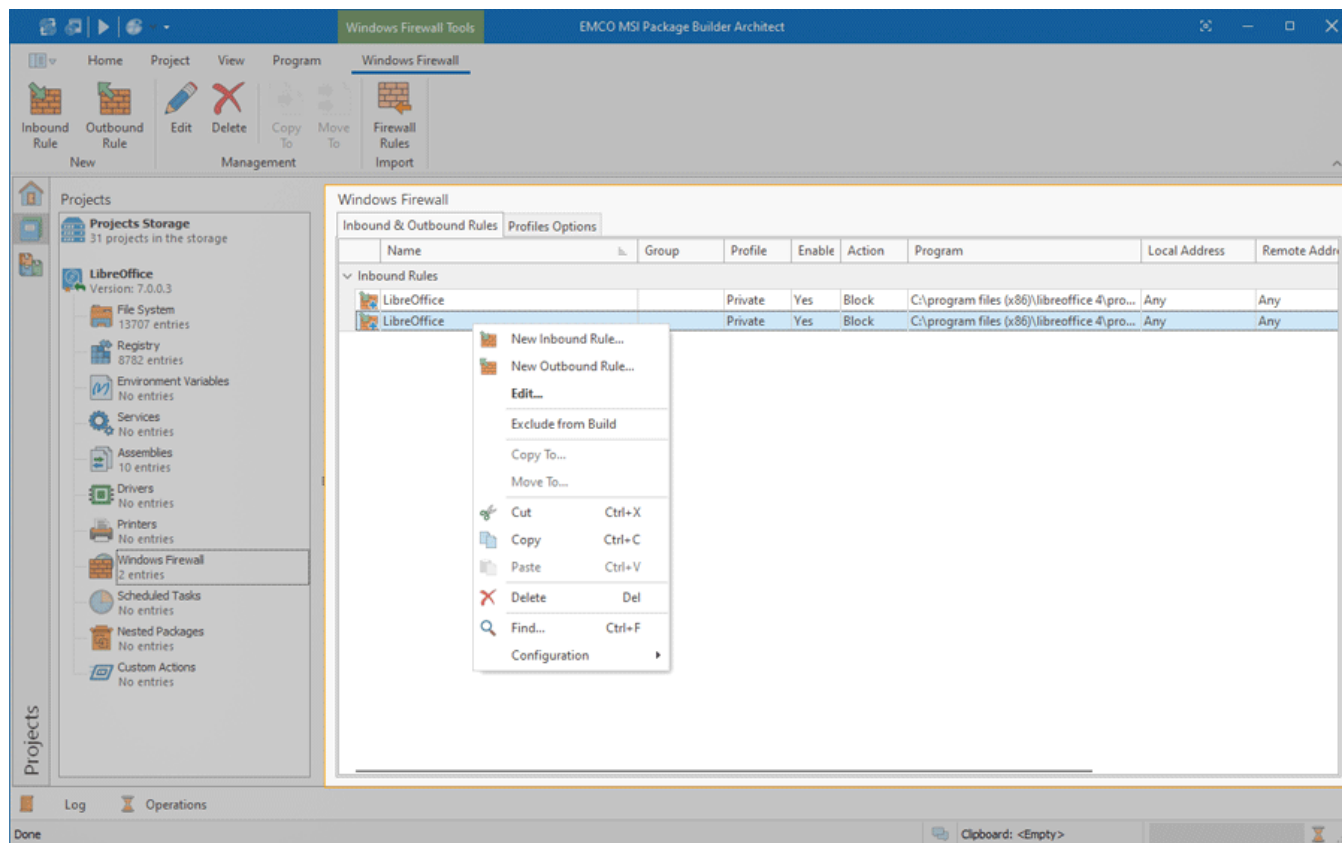 Windows Firewall Tools
EMCO MSI Package Builder Architect
Home Project View Program Windows Firewall
Inbound Rule
Outbound Rule
Edit
Delete
Copy To
Move To
Firewall Rules
New
Management
Import
Projects
Projects
Projects Storage
31 projects in the storage
LibreOffice
Version: 7.0.0.3
File System
13707 entries
Registry
8782 entries
Environment Variables
No entries
Services
No entries
Assemblies
10 entries
Drivers
No entries
Printers
No entries
Windows Firewall
2 entries
Scheduled Tasks
No entries
Nested Packages
No entries
Custom Actions
No entries
Windows Firewall
Inbound & Outbound Rules Profiles Options
Name Group Profile Enable Action Program Local Address Remote Addr
Inbound Rules
LibreOffice Private Yes Block C:\program files (x86)\libreoffice 4\pro... Any Any
LibreOffice Private Yes Block C:\program files (x86)\libreoffice 4\pro... Any Any
New Inbound Rule...
New Outbound Rule...
Edit...
Exclude from Build
Copy To...
Move To...
Cut Ctrl+X
Copy Ctrl+C
Paste Ctrl+V
Delete Del
Find... Ctrl+F
Configuration
Log Operations
Done
Clipboard: <Empty>